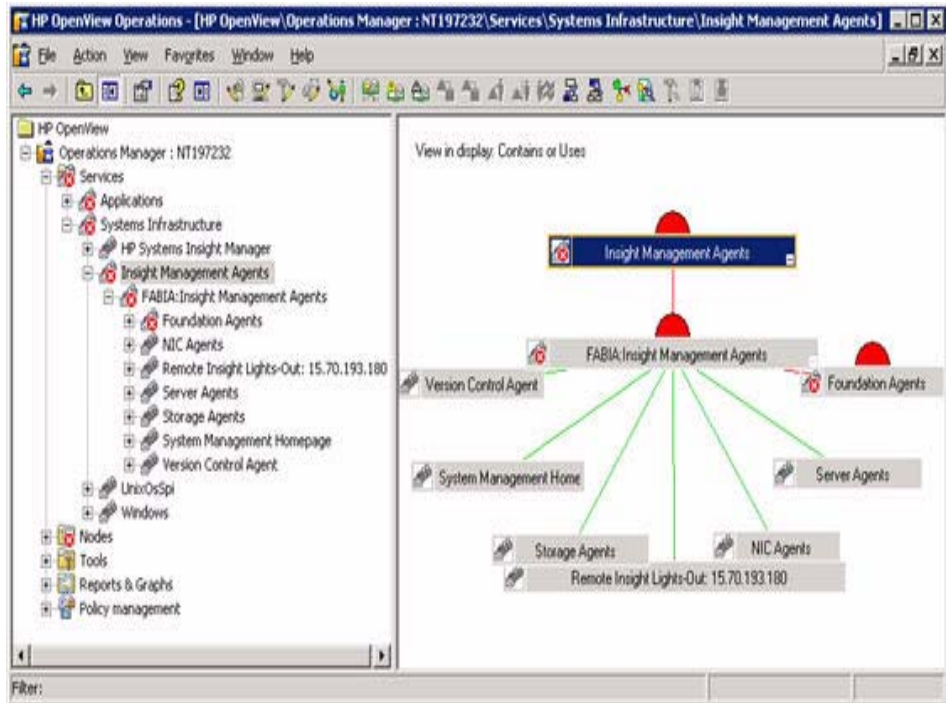 HP OpenView Operations - [HP OpenView\Operations Manager : NT197232\Services\Systems Infrastructure\Insight Management Agents]
File Action View Favorites Window Help
HP OpenView
Operations Manager : NT197232
Services
Applications
Systems Infrastructure
HP Systems Insight Manager
Insight Management Agents
FABIA:Insight Management Agents
Foundation Agents
NIC Agents
Remote Insight Lights-Out: 15.70.193.180
Server Agents
Storage Agents
System Management Homepage
Version Control Agent
UnixOsSpi
Windows
Nodes
Tools
Reports & Graphs
Policy management
View in display: Contains or Uses
Insight Management Agents
FABIA:Insight Management Agents
Version Control Agent
Foundation Agents
System Management Home
Server Agents
Storage Agents
NIC Agents
Remote Insight Lights-Out: 15.70.193.180
Filter: